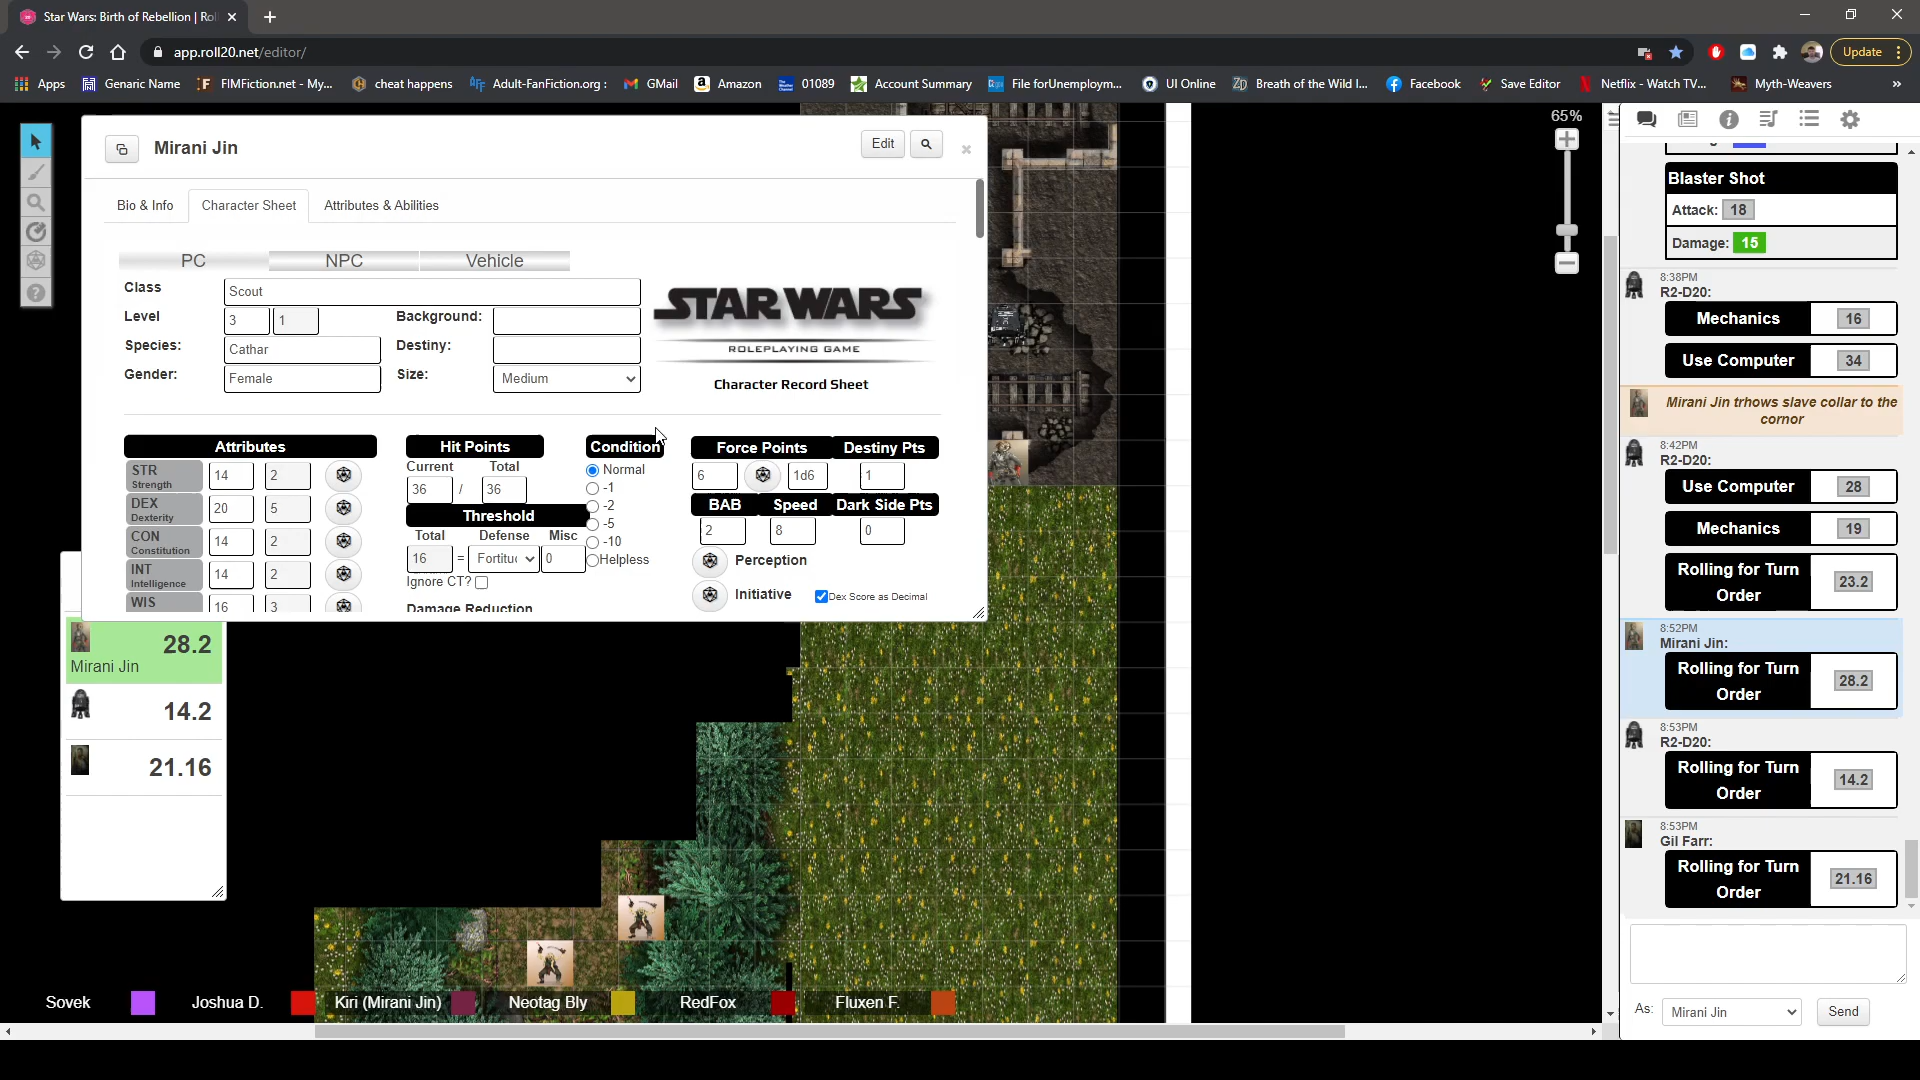 Star Wars: Birth of Rebellion | Rol
app.roll20.net/editor/
Update
Apps
Genaric Name
FIMFiction.net - My...
cheat happens
Adult-FanFiction.org :
GMail
Amazon
01089
Account Summary
File forUnemploym...
UI Online
Breath of the Wild I...
Facebook
Save Editor
Netflix - Watch TV...
Myth-Weavers
»
Mirani Jin
Edit
Bio & Info
Character Sheet
Attributes & Abilities
PC
NPC
Vehicle
Class
Scout
Level
3
1
Background:
Species:
Cathar
Destiny:
Gender:
Female
Size:
Medium
STAR WARS
ROLEPLAYING GAME
Character Record Sheet
Attributes
STR
Strength
14
2
DEX
Dexterity
20
5
CON
Constitution
14
2
INT
Intelligence
14
2
WIS
16
3
Hit Points
Current
Total
36
/
36
Threshold
Total
Defense
Misc
16
=
Fortituc
0
Ignore CT?
Damage Reduction
Condition
Normal
-1
-2
-5
-10
Helpless
Force Points
Destiny Pts
6
1d6
1
BAB
Speed
Dark Side Pts
2
8
0
Perception
Initiative
Dex Score as Decimal
28.2
Mirani Jin
14.2
21.16
Sovek
Joshua D.
Kiri (Mirani Jin)
Neotag Bly
RedFox
Fluxen F.
65%
Blaster Shot
Attack: 18
Damage: 15
8:38PM
R2-D20:
Mechanics
16
Use Computer
34
Mirani Jin trhows slave collar to the
cornor
8:42PM
R2-D20:
Use Computer
28
Mechanics
19
Rolling for Turn
Order
23.2
8:52PM
Mirani Jin:
Rolling for Turn
Order
28.2
8:53PM
R2-D20:
Rolling for Turn
Order
14.2
8:53PM
Gil Farr:
Rolling for Turn
Order
21.16
As:
Mirani Jin
Send